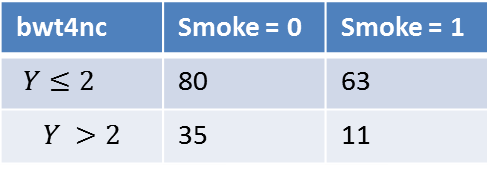 bwt4nc Smoke = 0 Smoke = 1
Y ≤ 2 80 63
Y > 2 35 11